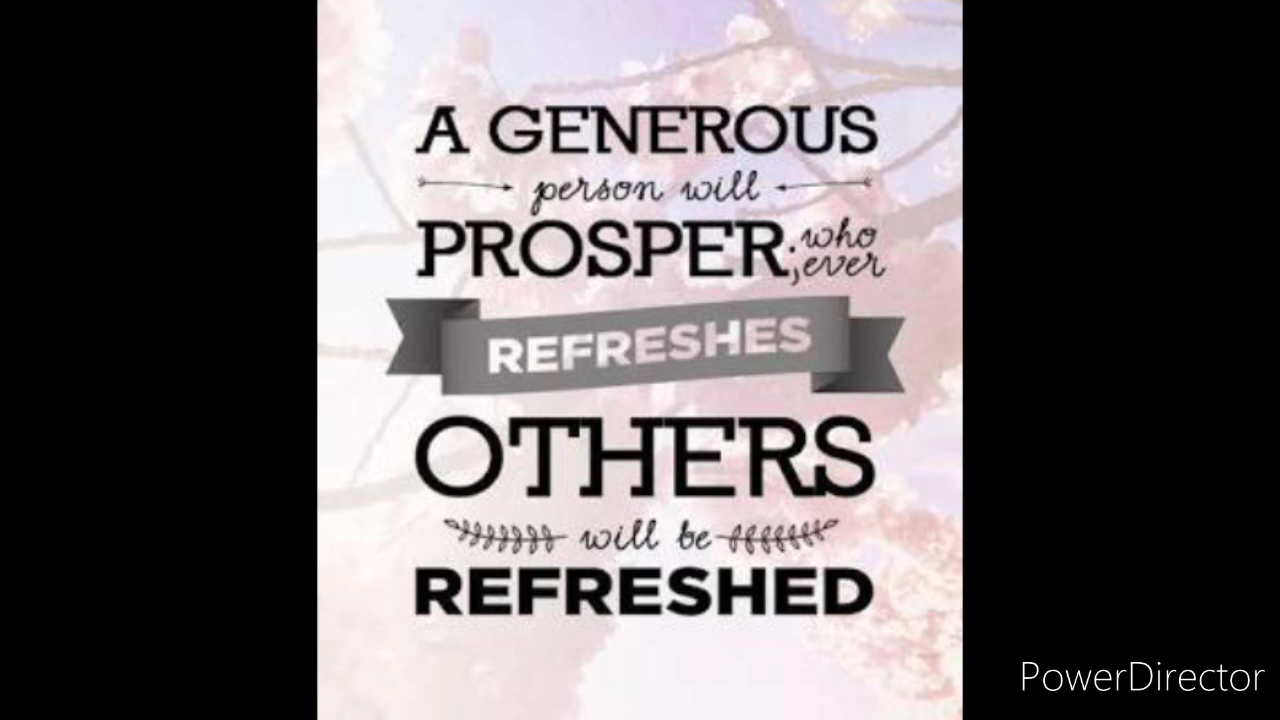 A GENEROUS
person will
PROSPER; who
ever
REFRESHES
OTHERS
will be
REFRESHED
PowerDirector